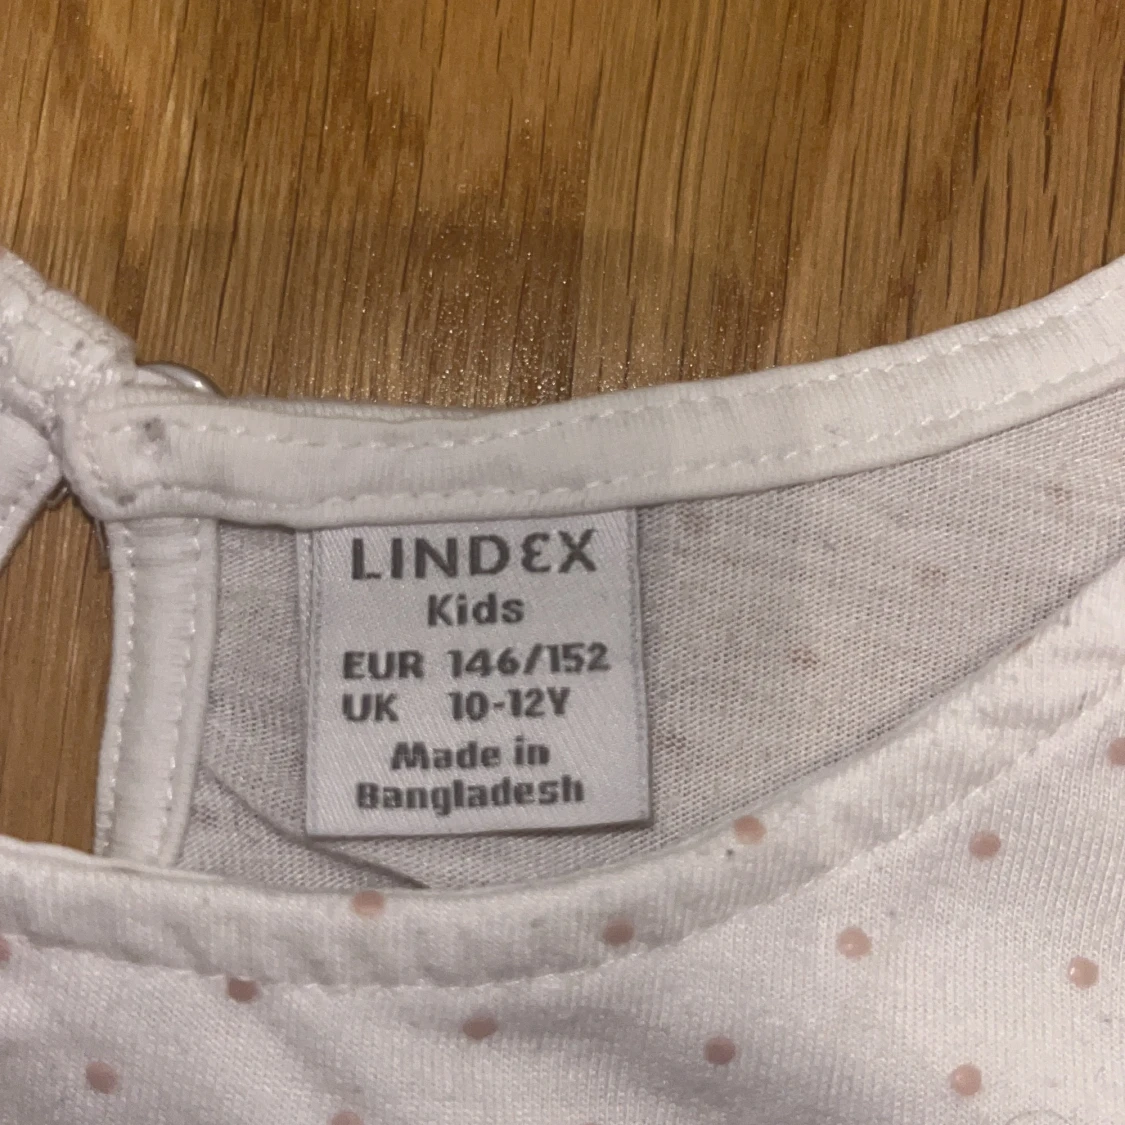 LINDEX
Kids
EUR 146/152
UK 10-12Y
Made in
Bangladesh